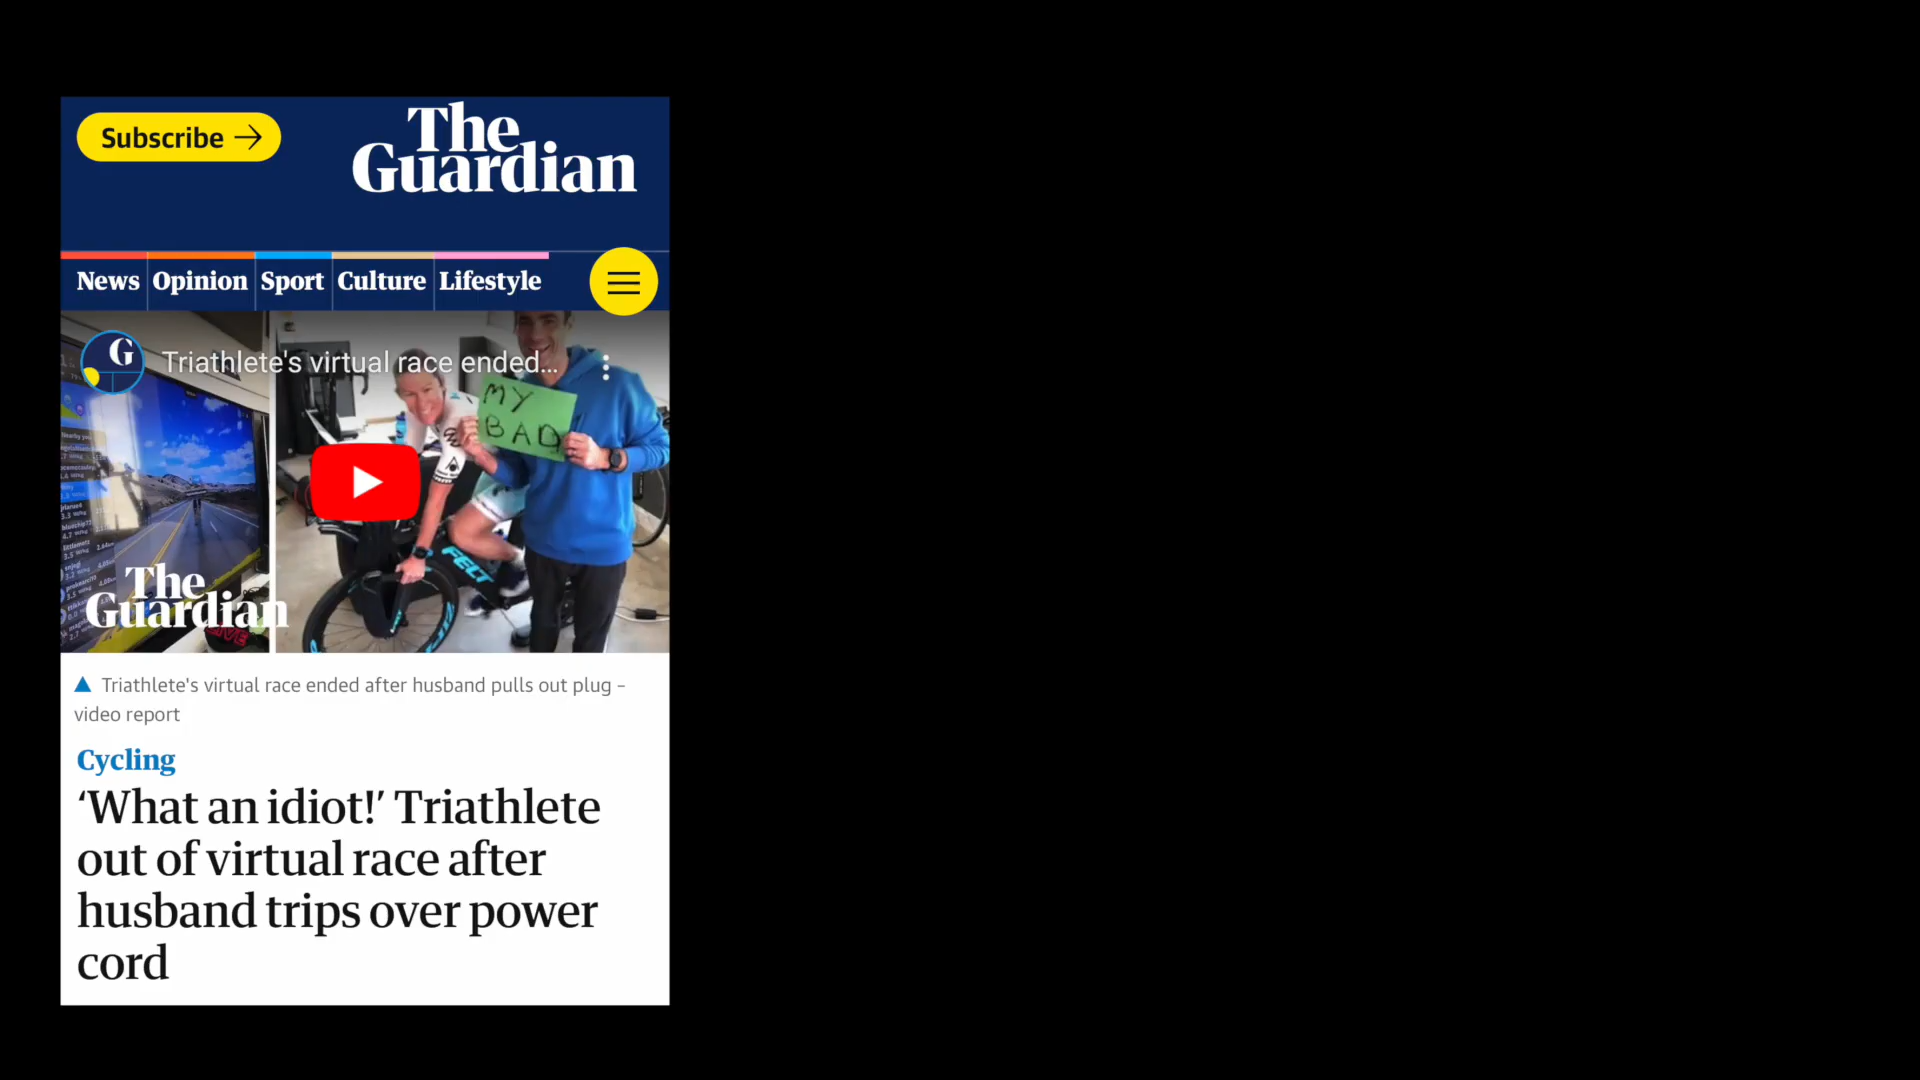 Subscribe →
The
Guardian
News Opinion Sport Culture Lifestyle
G Triathlete's virtual race ended...
MY
BAD
FELT
The
Guardian
LIVE
▲ Triathlete's virtual race ended after husband pulls out plug –
video report
Cycling
‘What an idiot!’ Triathlete
out of virtual race after
husband trips over power
cord